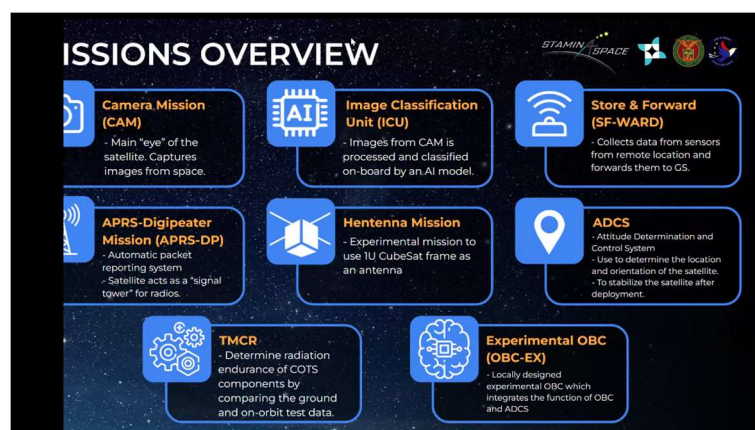 ISSIONS OVERVIEW
STAMINA4SPACE
Camera Mission
(CAM)
- Main “eye” of the
satellite. Captures
images from space.
AI
Image Classification
Unit (ICU)
- Images from CAM is
processed and classified
on-board by an AI model.
Store & Forward
(SF-WARD)
- Collects data from sensors
from remote location and
forwards them to GS.
APRS-Digipeater
Mission (APRS-DP)
- Automatic packet
reporting system
- Satellite acts as a “signal
tower” for radios.
Hentenna Mission
- Experimental mission to
use 1U CubeSat frame as
an antenna
ADCS
- Attitude Determination and
Control System
- Use to determine the location
and orientation of the satellite.
- To stabilize the satellite after
deployment.
TMCR
- Determine radiation
endurance of COTS
components by
comparing the ground
and on-orbit test data.
Experimental OBC
(OBC-EX)
- Locally designed
experimental OBC which
integrates the function of OBC
and ADCS